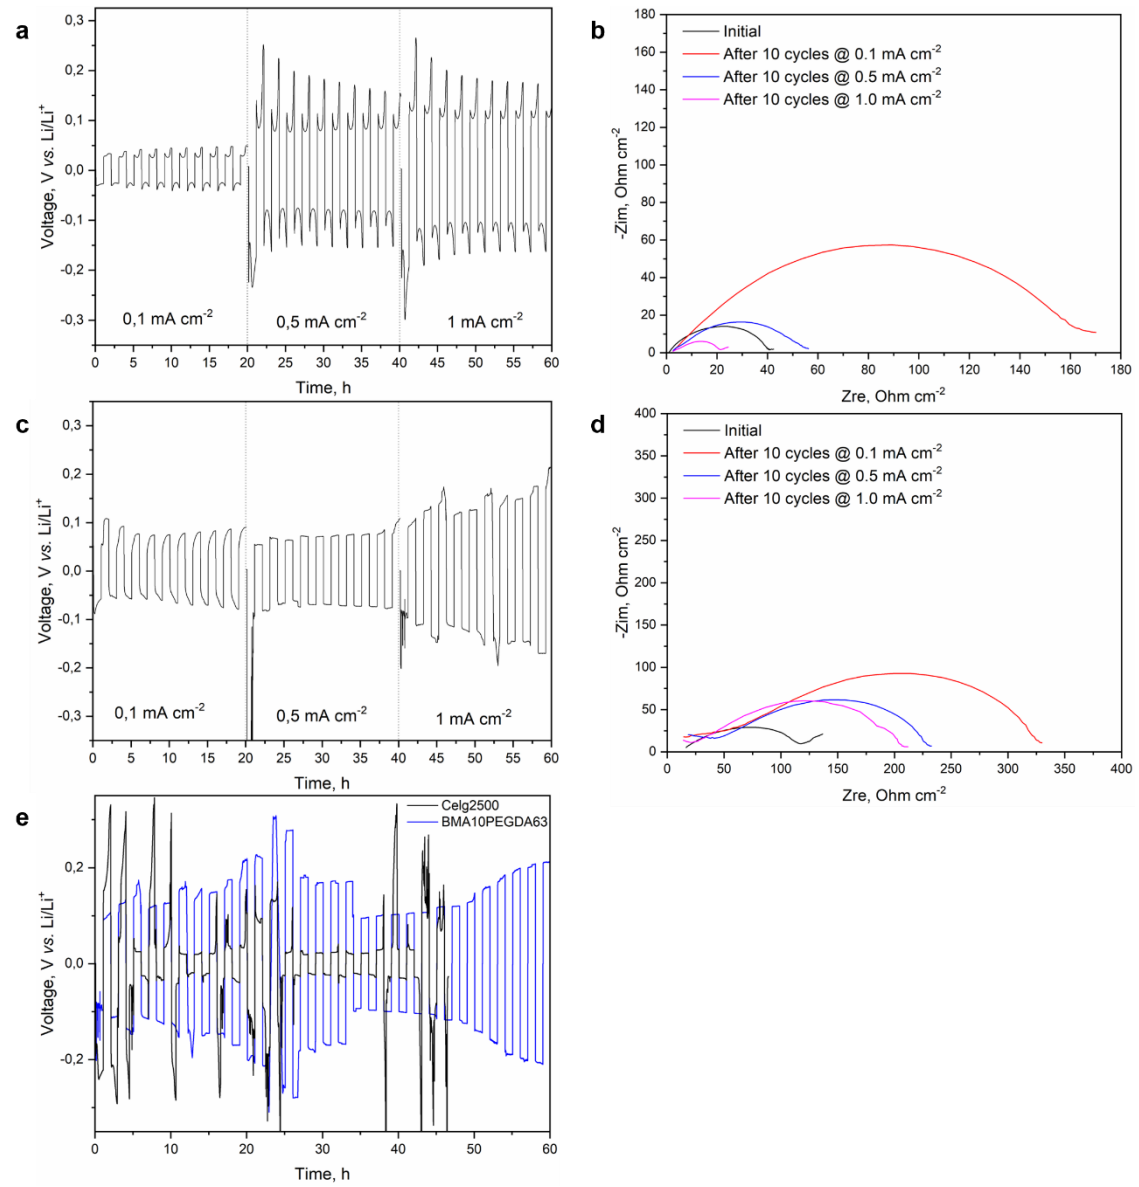 a
0,3
0,2
0,1
0,0
-0,1
-0,2
-0,3
Voltage, V vs. Li/Li+
0,1 mA cm-2
0,5 mA cm-2
1 mA cm-2
0 5 10 15 20 25 30 35 40 45 50 55 60
Time, h
b
Initial
After 10 cycles @ 0.1 mA cm-2
After 10 cycles @ 0.5 mA cm-2
After 10 cycles @ 1.0 mA cm-2
180
160
140
120
100
80
60
40
20
0
-Zim, Ohm cm-2
0 20 40 60 80 100 120 140 160 180
Zre, Ohm cm-2
c
0,3
0,2
0,1
0,0
-0,1
-0,2
-0,3
Voltage, V vs. Li/Li+
0,1 mA cm-2
0,5 mA cm-2
1 mA cm-2
0 5 10 15 20 25 30 35 40 45 50 55 60
Time, h
d
Initial
After 10 cycles @ 0.1 mA cm-2
After 10 cycles @ 0.5 mA cm-2
After 10 cycles @ 1.0 mA cm-2
400
350
300
250
200
150
100
50
0
-Zim, Ohm cm-2
0 50 100 150 200 250 300 350 400
Zre, Ohm cm-2
e
Celg2500
BMA10PEGDA63
0,2
0,0
-0,2
Voltage, V vs. Li/Li+
0 10 20 30 40 50 60
Time, h